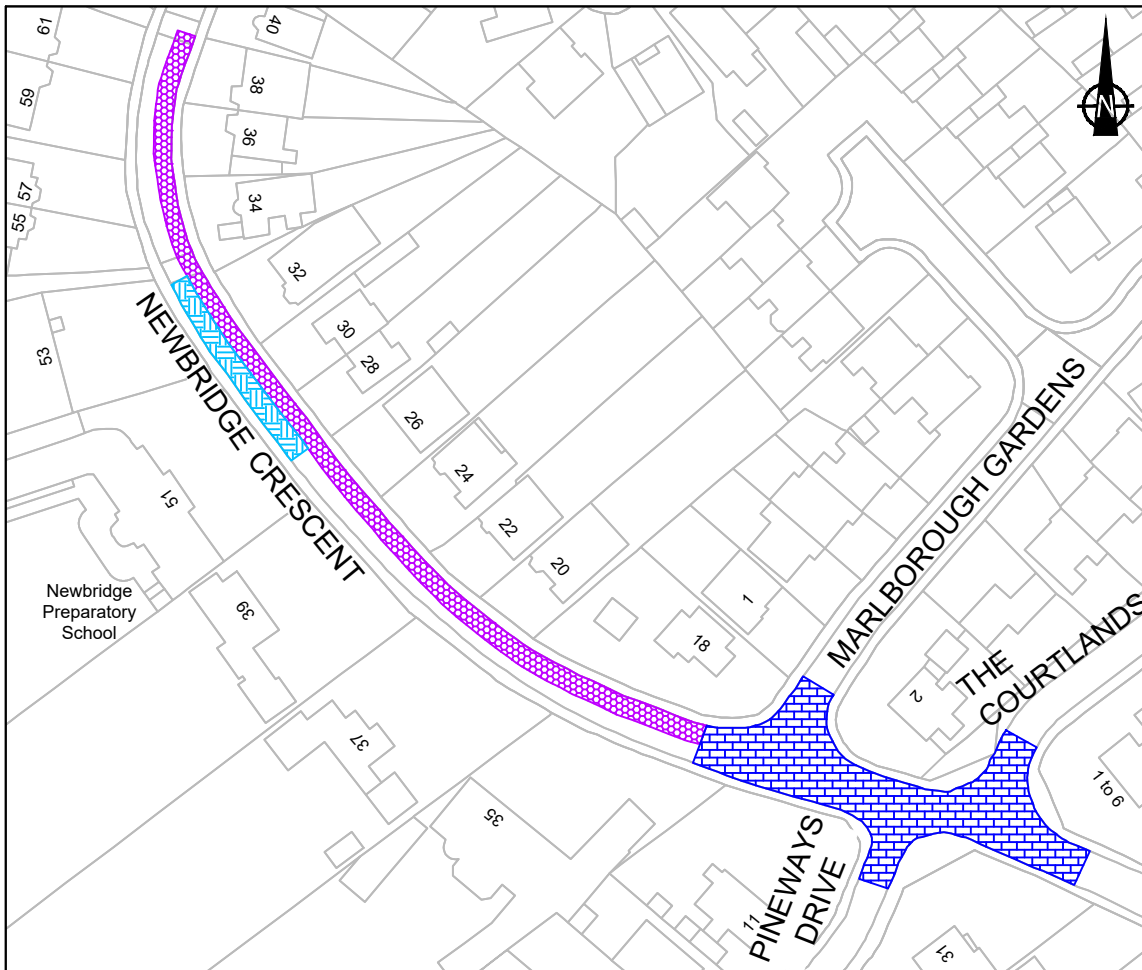 61
40
N
59
38
36
57
34
55
32
53
30
28
NEWBRIDGE CRESCENT
26
24
51
22
20
MARLBOROUGH GARDENS
Newbridge
Preparatory
School
39
1
18
THE
COURTLANDS
2
37
1 to 6
35
PINEWAYS
DRIVE
11
31